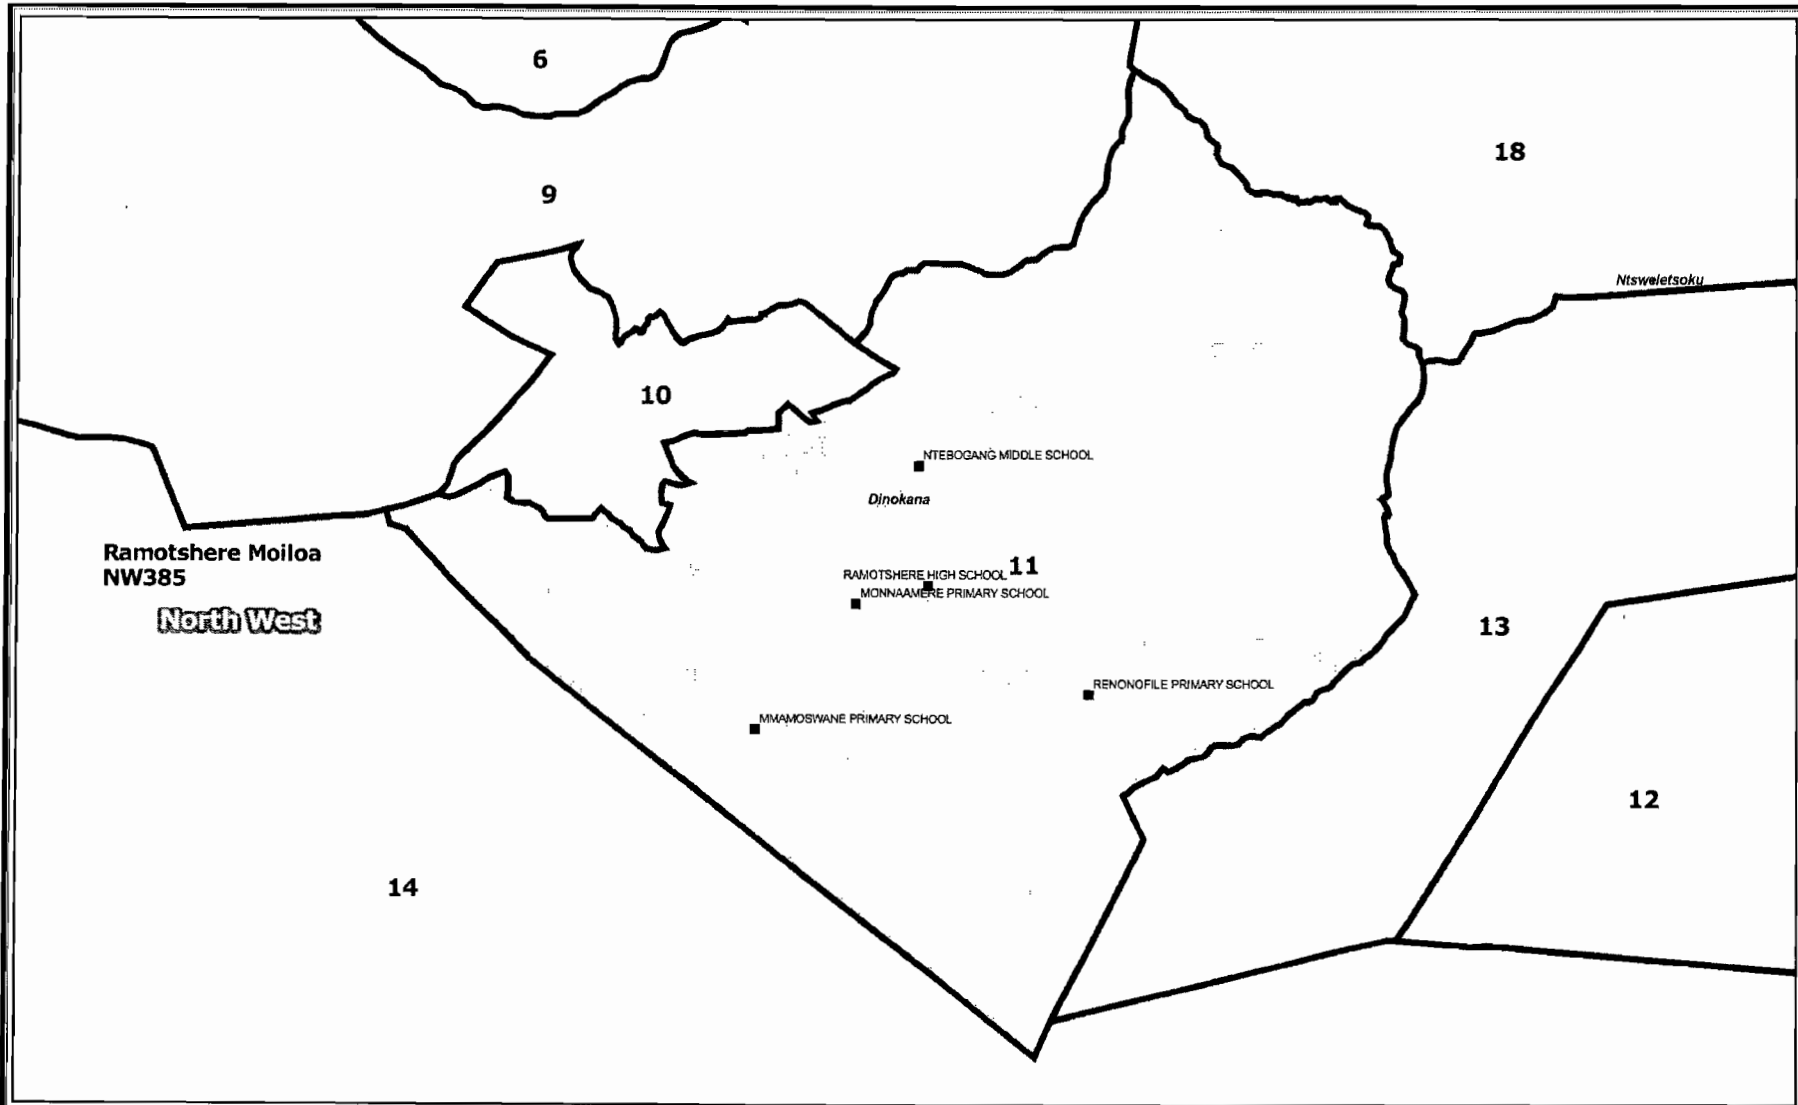 6
18
9
Ntsweletsoku
10
NTEBOGANG MIDDLE SCHOOL
Dinokana
RAMOTSHERE HIGH SCHOOL 11
MONNAAMERE PRIMARY SCHOOL
Ramotshere Moiloa
NW385
North West
13
RENONOFILE PRIMARY SCHOOL
MMAMOSWANE PRIMARY SCHOOL
12
14